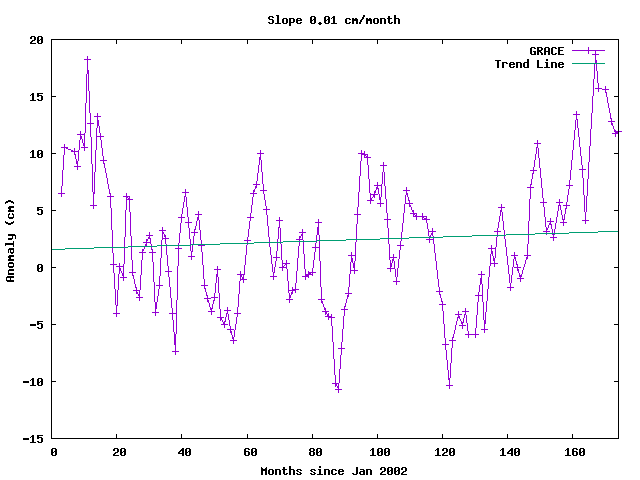 Slope 0.01 cm/month
GRACE
Trend Line
20
15
10
5
0
-5
-10
-15
Anomaly (cm)
0 20 40 60 80 100 120 140 160
Months since Jan 2002